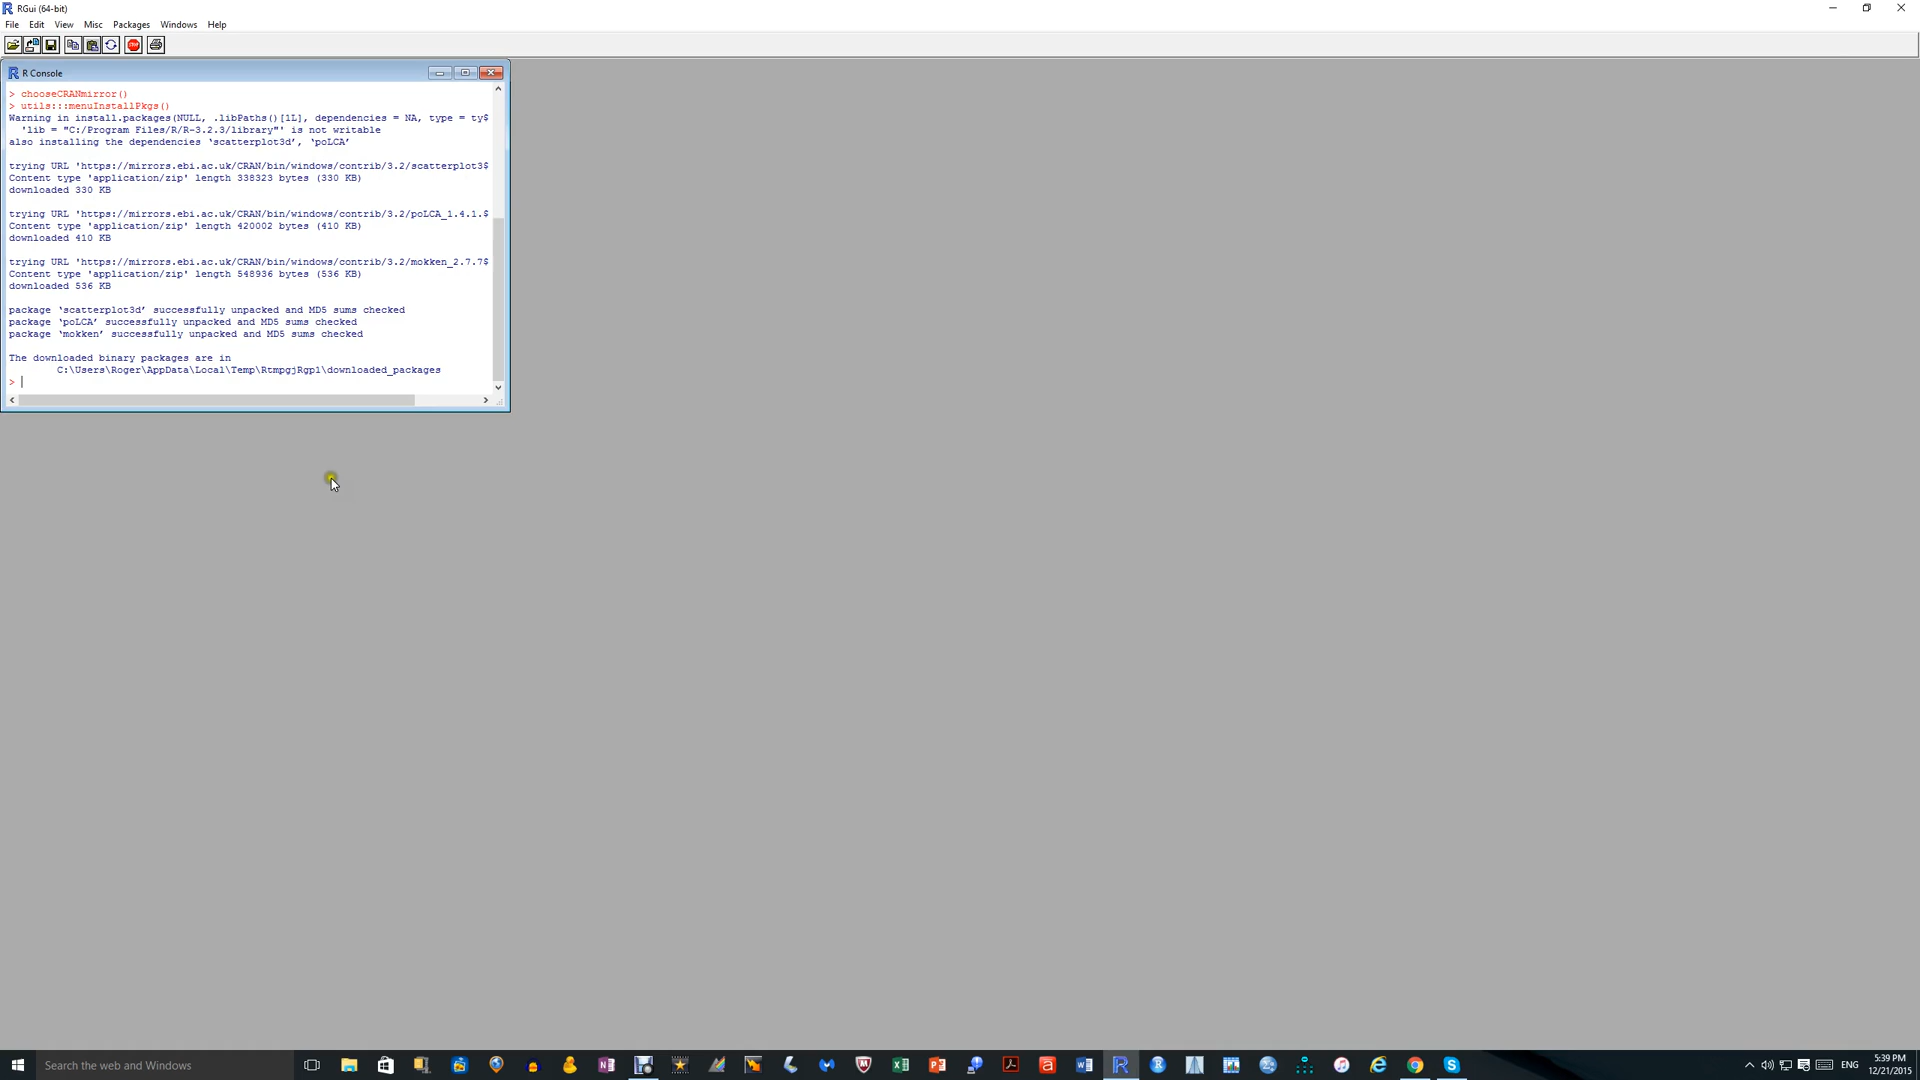 RGui (64-bit)
File Edit View Misc Packages Windows Help
STOP
R Console
> chooseCRANmirror()
> utils:::menuInstallPkgs()
Warning in install.packages(NULL, .libPaths()[1L], dependencies = NA, type = ty$
'lib = "C:/Program Files/R/R-3.2.3/library"' is not writable
also installing the dependencies ‘scatterplot3d’, ‘poLCA’
trying URL 'https://mirrors.ebi.ac.uk/CRAN/bin/windows/contrib/3.2/scatterplot3$
Content type 'application/zip' length 338323 bytes (330 KB)
downloaded 330 KB
trying URL 'https://mirrors.ebi.ac.uk/CRAN/bin/windows/contrib/3.2/poLCA_1.4.1.$
Content type 'application/zip' length 420002 bytes (410 KB)
downloaded 410 KB
trying URL 'https://mirrors.ebi.ac.uk/CRAN/bin/windows/contrib/3.2/mokken_2.7.7$
Content type 'application/zip' length 548936 bytes (536 KB)
downloaded 536 KB
package ‘scatterplot3d’ successfully unpacked and MD5 sums checked
package ‘poLCA’ successfully unpacked and MD5 sums checked
package ‘mokken’ successfully unpacked and MD5 sums checked
The downloaded binary packages are in
C:\Users\Roger\AppData\Local\Temp\RtmpgjRgp1\downloaded_packages
>
Search the web and Windows
ENG
5:39 PM
12/21/2015